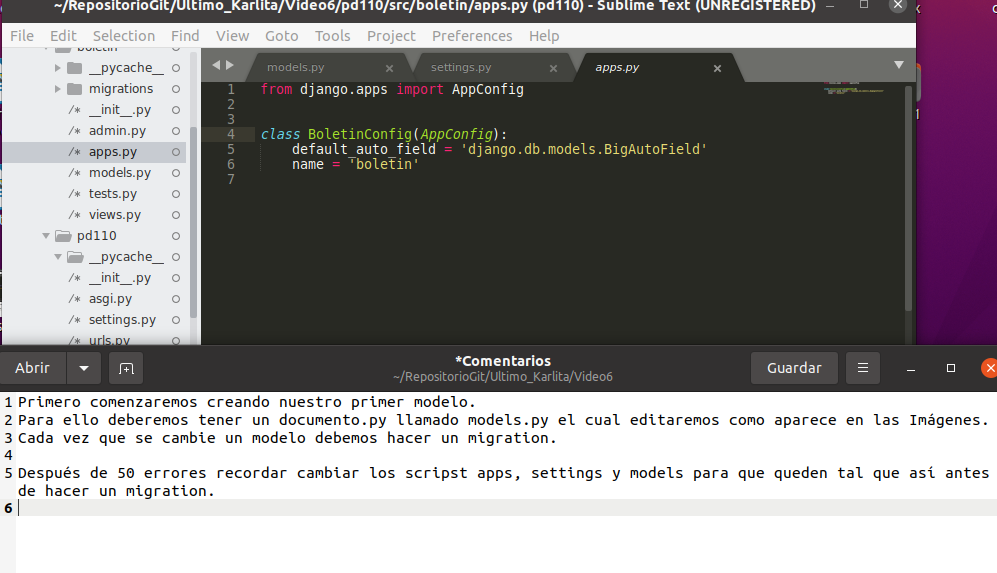 ~/RepositorioGit/Ultimo_Karlita/Video6/pd110/src/boletin/apps.py (pd110) - Sublime Text (UNREGISTERED)
File Edit Selection Find View Goto Tools Project Preferences Help
boletin
__pycache__
migrations
/* __init__.py
/* admin.py
/* apps.py
/* models.py
/* tests.py
/* views.py
pd110
__pycache__
/* __init__.py
/* asgi.py
/* settings.py
/* urls.py
models.py × settings.py × apps.py ×
1 from django.apps import AppConfig
2
3
4 class BoletinConfig(AppConfig):
5 default_auto_field = 'django.db.models.BigAutoField'
6 name = 'boletin'
7
Abrir
*Comentarios
~/RepositorioGit/Ultimo_Karlita/Video6
Guardar
1 Primero comenzaremos creando nuestro primer modelo.
2 Para ello deberemos tener un documento.py llamado models.py el cual editaremos como aparece en las Imágenes.
3 Cada vez que se cambie un modelo debemos hacer un migration.
4
5 Después de 50 errores recordar cambiar los scripst apps, settings y models para que queden tal que así antes
de hacer un migration.
6